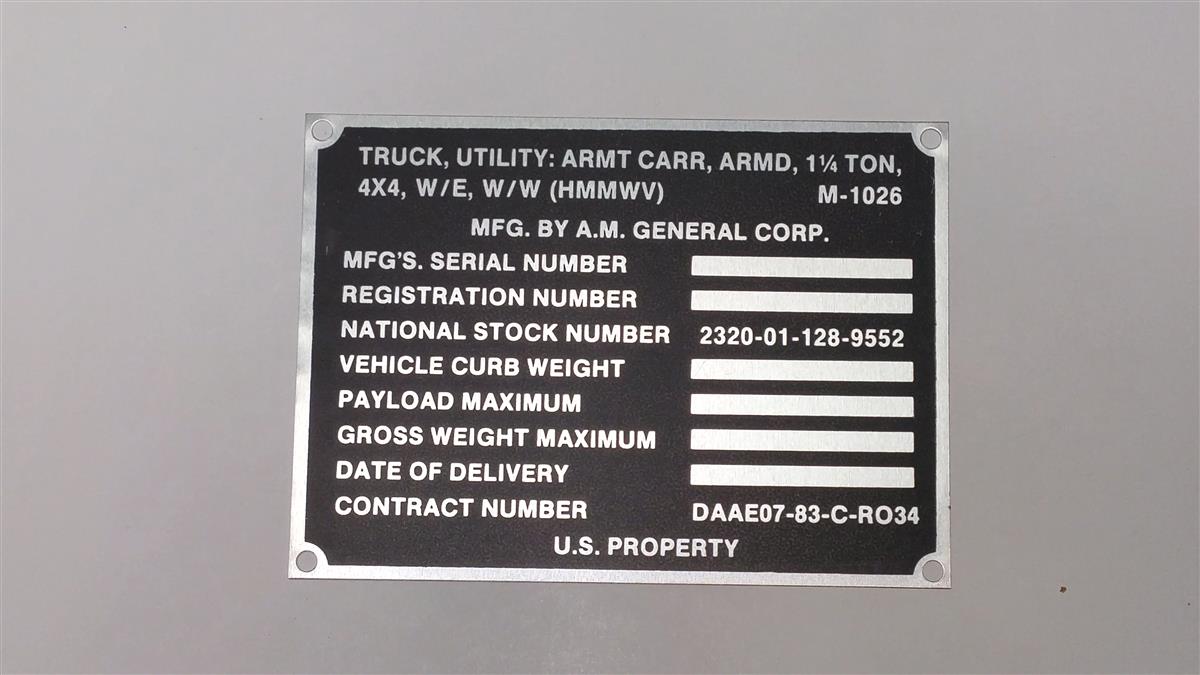 TRUCK, UTILITY: ARMT CARR, ARMD, 1¼ TON,
4X4, W/E, W/W (HMMWV) M-1026
MFG. BY A.M. GENERAL CORP.
MFG'S. SERIAL NUMBER
REGISTRATION NUMBER
NATIONAL STOCK NUMBER 2320-01-128-9552
VEHICLE CURB WEIGHT
PAYLOAD MAXIMUM
GROSS WEIGHT MAXIMUM
DATE OF DELIVERY
CONTRACT NUMBER DAAE07-83-C-RO34
U.S. PROPERTY